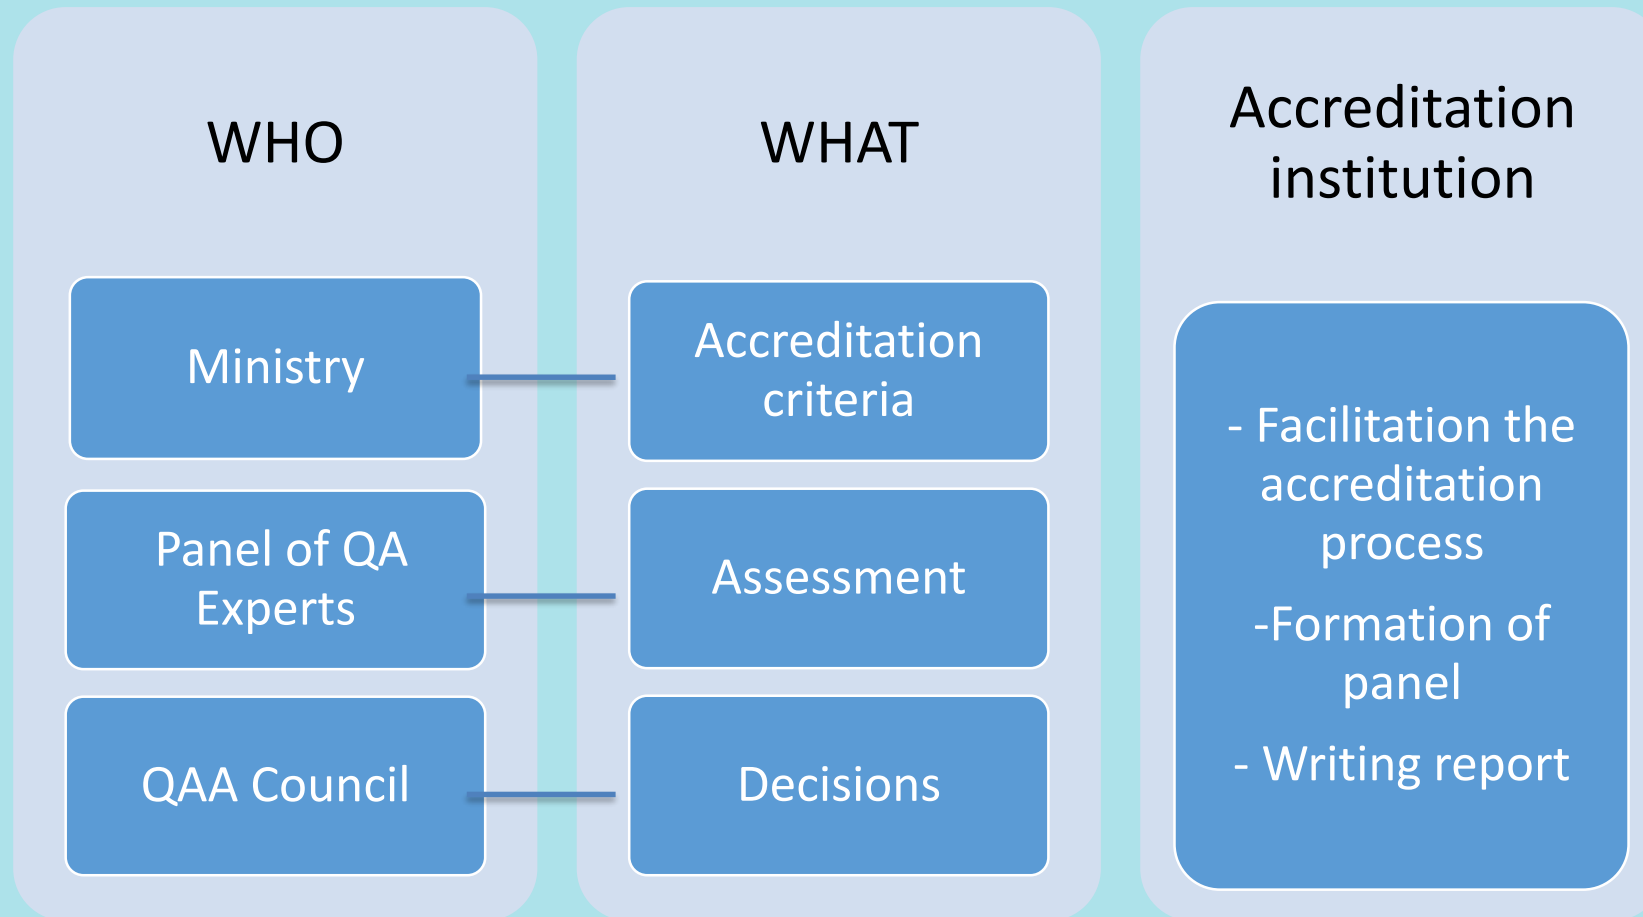 WHO
Ministry
Panel of QA
Experts
QAA Council
WHAT
Accreditation
criteria
Assessment
Decisions
Accreditation
institution
- Facilitation the
accreditation
process
-Formation of
panel
- Writing report